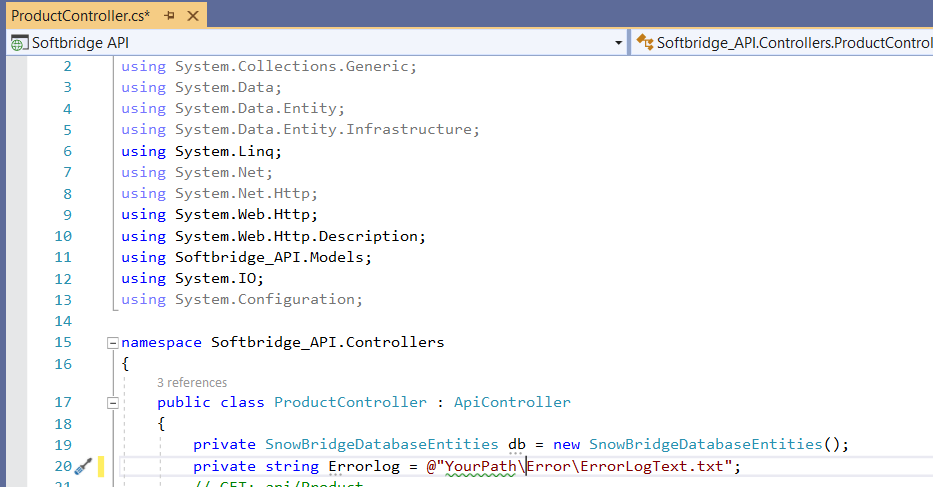 ProductController.cs*
Softbridge API
Softbridge_API.Controllers.ProductControl
2 using System.Collections.Generic;
3 using System.Data;
4 using System.Data.Entity;
5 using System.Data.Entity.Infrastructure;
6 using System.Linq;
7 using System.Net;
8 using System.Net.Http;
9 using System.Web.Http;
10 using System.Web.Http.Description;
11 using Softbridge_API.Models;
12 using System.IO;
13 using System.Configuration;
14
15 namespace Softbridge_API.Controllers
16 {
3 references
17 public class ProductController : ApiController
18 {
19 private SnowBridgeDatabaseEntities db = new SnowBridgeDatabaseEntities();
20 private string Errorlog = @"YourPath\Error\ErrorLogText.txt";
21 // GET: api/Product